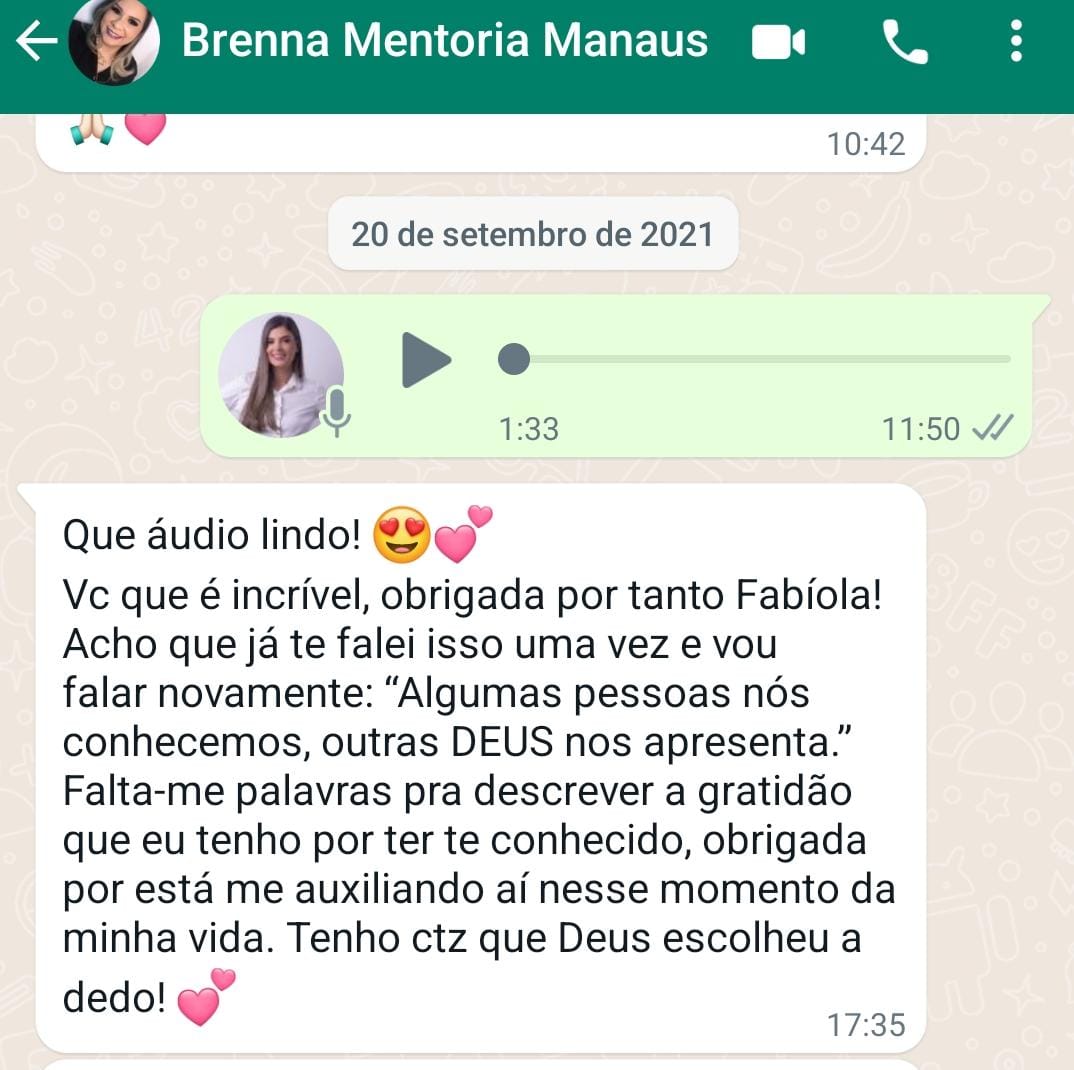 Brenna Mentoria Manaus
10:42
20 de setembro de 2021
1:33
11:50
Que áudio lindo! 😍💕
Vc que é incrível, obrigada por tanto Fabíola!
Acho que já te falei isso uma vez e vou
falar novamente: “Algumas pessoas nós
conhecemos, outras DEUS nos apresenta.”
Falta-me palavras pra descrever a gratidão
que eu tenho por ter te conhecido, obrigada
por está me auxiliando aí nesse momento da
minha vida. Tenho ctz que Deus escolheu a
dedo! 💕
17:35